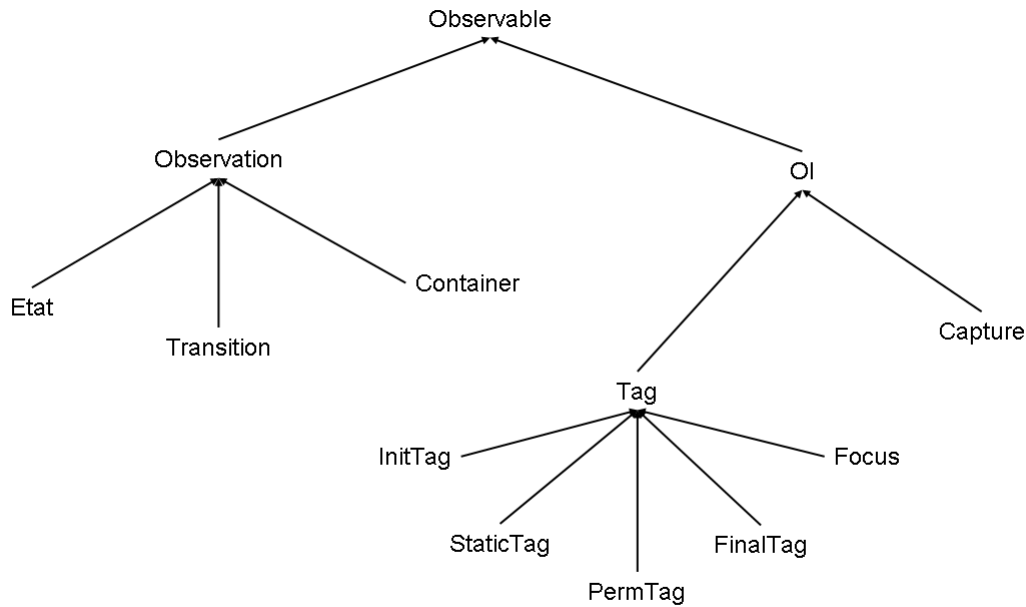 Observable
Observation
OI
Etat
Transition
Container
Capture
Tag
InitTag
StaticTag
PermTag
FinalTag
Focus